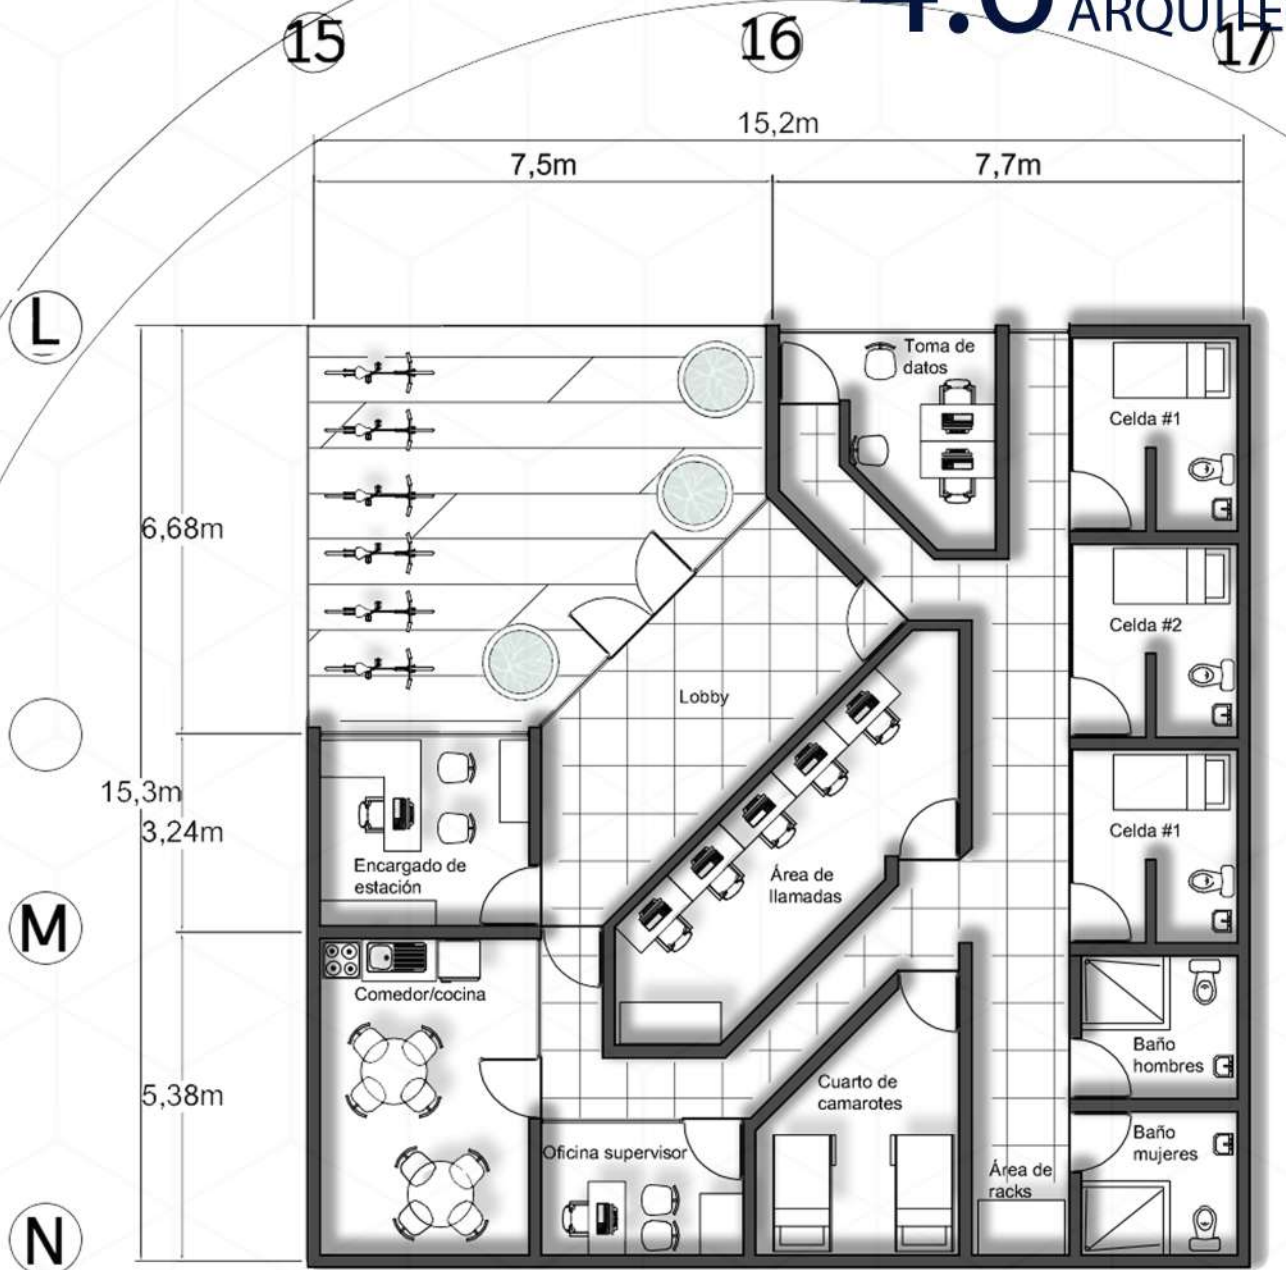 4.0 ARQUITE
15
16
17
15,2m
7,5m
7,7m
L
Toma de
datos
Celda #1
6,68m
Celda #2
Lobby
15,3m
3,24m
Celda #1
Encargado de
estación
Área de
llamadas
M
Comedor/cocina
Baño
hombres
Cuarto de
camarotes
5,38m
Baño
mujeres
Oficina supervisor
Área de
racks
N